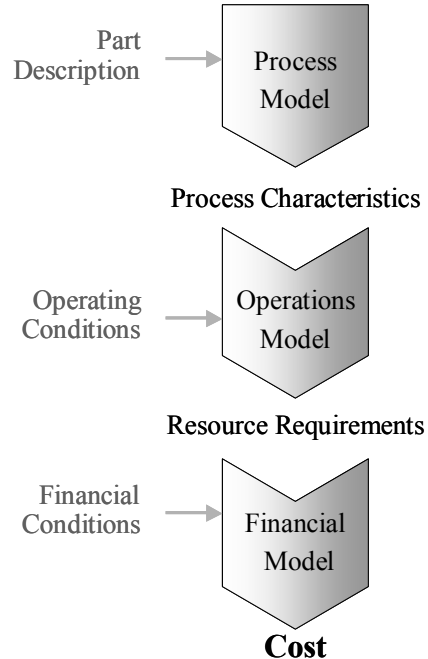 Part
Description
Process
Model
Process Characteristics
Operating
Conditions
Operations
Model
Resource Requirements
Financial
Conditions
Financial
Model
Cost